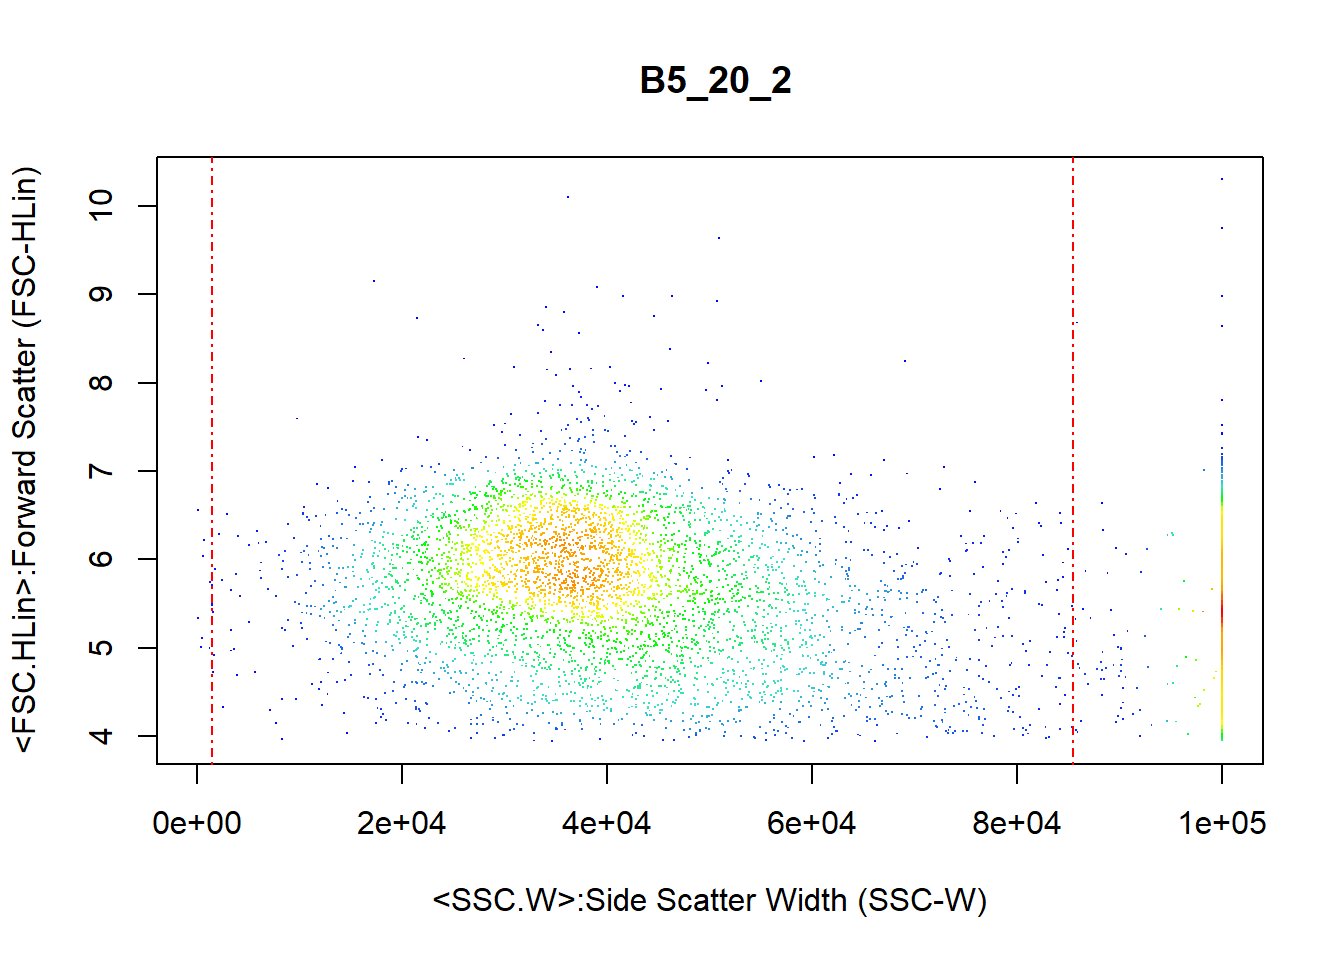 B5_20_2
<FSC.HLin>:Forward Scatter (FSC-HLin)
10
9
8
7
6
5
4
0e+00 2e+04 4e+04 6e+04 8e+04 1e+05
<SSC.W>:Side Scatter Width (SSC-W)